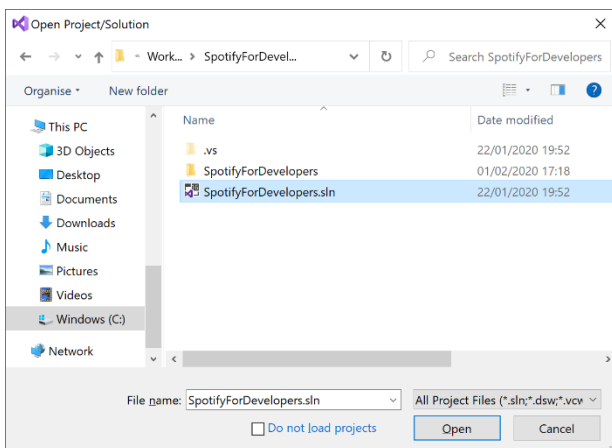 Open Project/Solution
Work... > SpotifyForDevel...
Search SpotifyForDevelopers
Organise
New folder
This PC
3D Objects
Desktop
Documents
Downloads
Music
Pictures
Videos
Windows (C:)
Network
Name Date modified
.vs 22/01/2020 19:52
SpotifyForDevelopers 01/02/2020 17:18
SpotifyForDevelopers.sln 22/01/2020 19:52
File name: SpotifyForDevelopers.sln
All Project Files (*.sln;*.dsw;*.vcw
Do not load projects
Open
Cancel